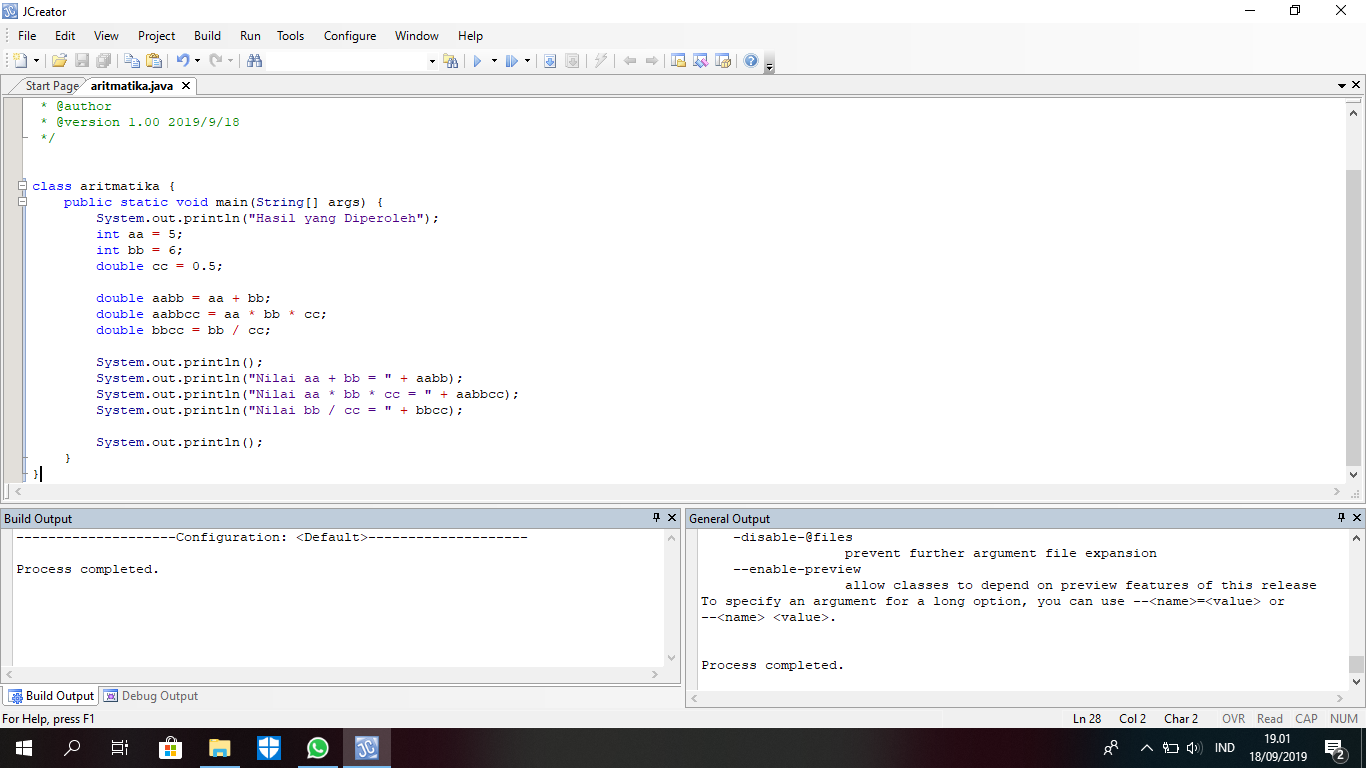 JCreator
File Edit View Project Build Run Tools Configure Window Help
Start Page aritmatika.java
* @author
* @version 1.00 2019/9/18
*/
class aritmatika {
public static void main(String[] args) {
System.out.println("Hasil yang Diperoleh");
int aa = 5;
int bb = 6;
double cc = 0.5;
double aabb = aa + bb;
double aabbcc = aa * bb * cc;
double bbcc = bb / cc;
System.out.println();
System.out.println("Nilai aa + bb = " + aabb);
System.out.println("Nilai aa * bb * cc = " + aabbcc);
System.out.println("Nilai bb / cc = " + bbcc);
System.out.println();
}
}
Build Output
--------------------Configuration: <Default>--------------------
Process completed.
Build Output Debug Output
General Output
-disable-@files
prevent further argument file expansion
--enable-preview
allow classes to depend on preview features of this release
To specify an argument for a long option, you can use --<name>=<value> or
--<name> <value>.
Process completed.
For Help, press F1 Ln 28 Col 2 Char 2 OVR Read CAP NUM
JC IND 19.01
18/09/2019 2